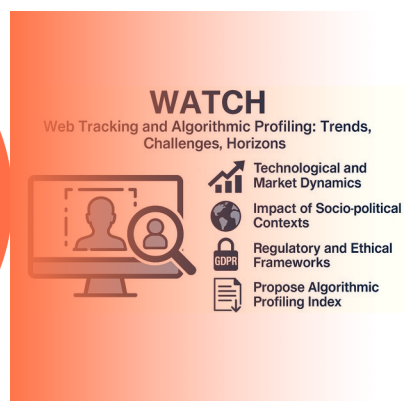 WATCH
Web Tracking and Algorithmic Profiling: Trends,
Challenges, Horizons
Technological and
Market Dynamics
Impact of Socio-political
Contexts
GDPR
Regulatory and Ethical
Frameworks
Propose Algorithmic
Profiling Index